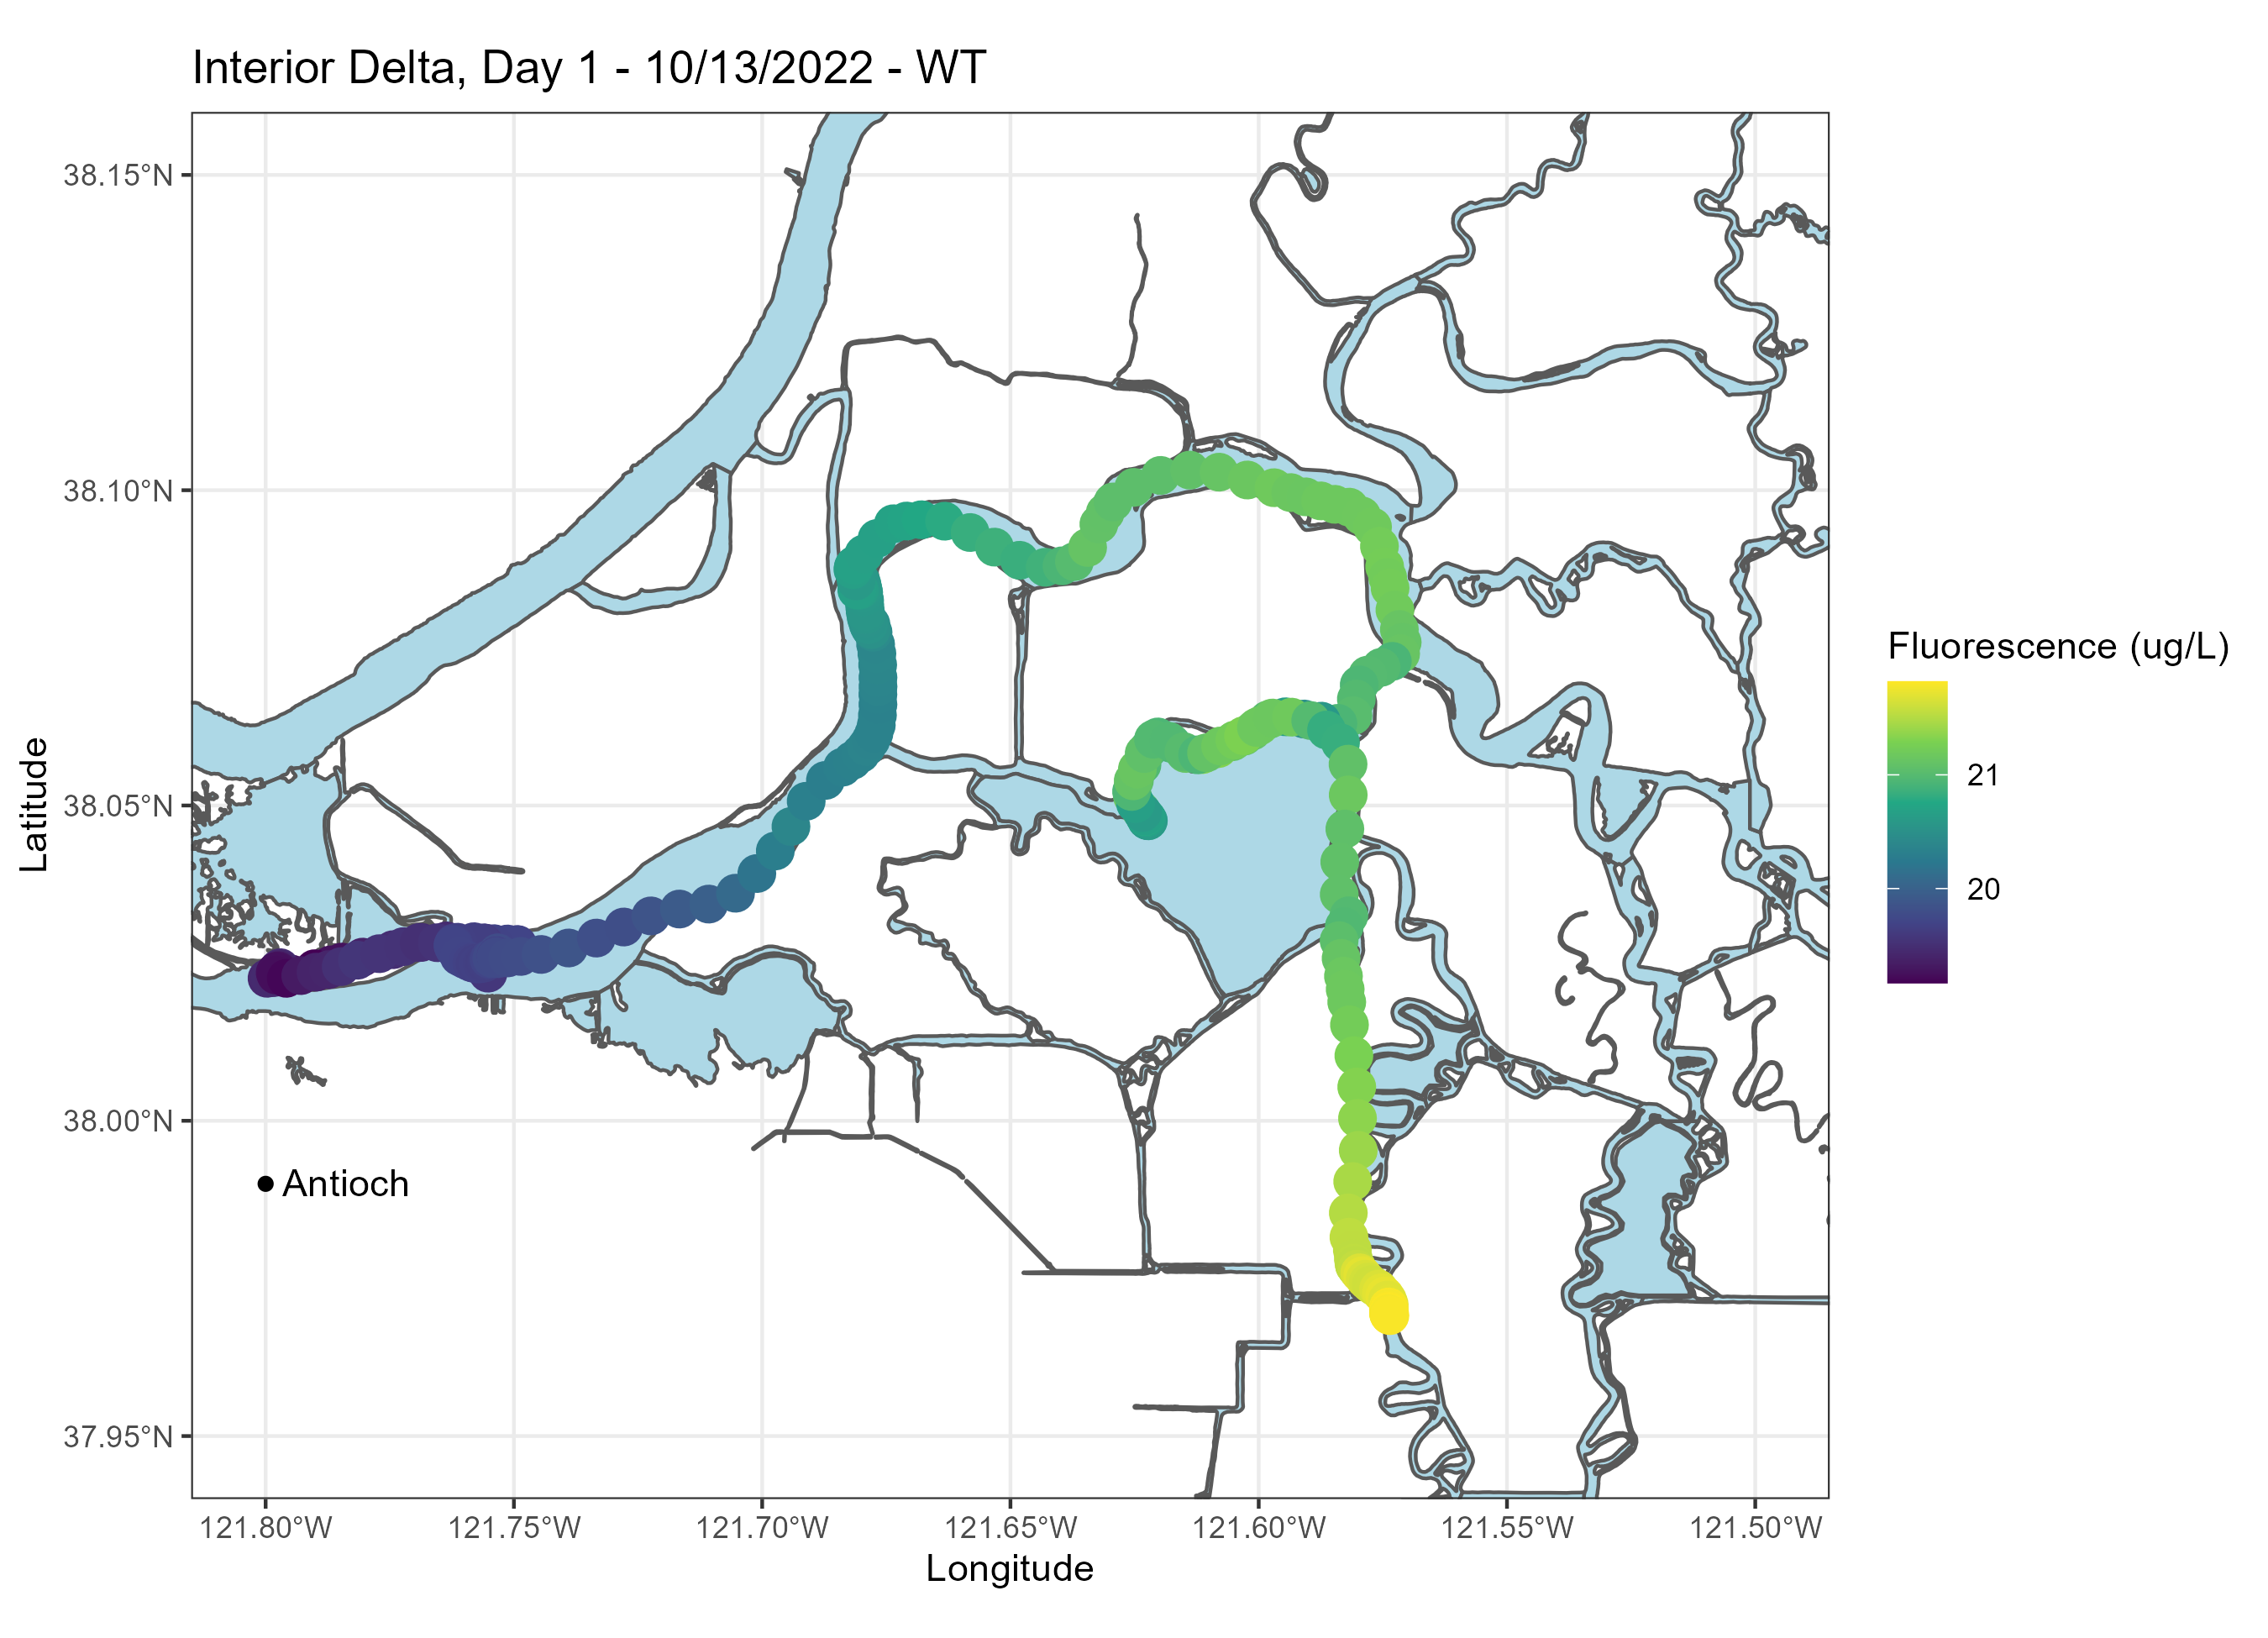 Interior Delta, Day 1 - 10/13/2022 - WT
38.15°N
38.10°N
38.05°N
38.00°N
37.95°N
Latitude
Antioch
121.80°W 121.75°W 121.70°W 121.65°W 121.60°W 121.55°W 121.50°W
Longitude
Fluorescence (ug/L)
21
20